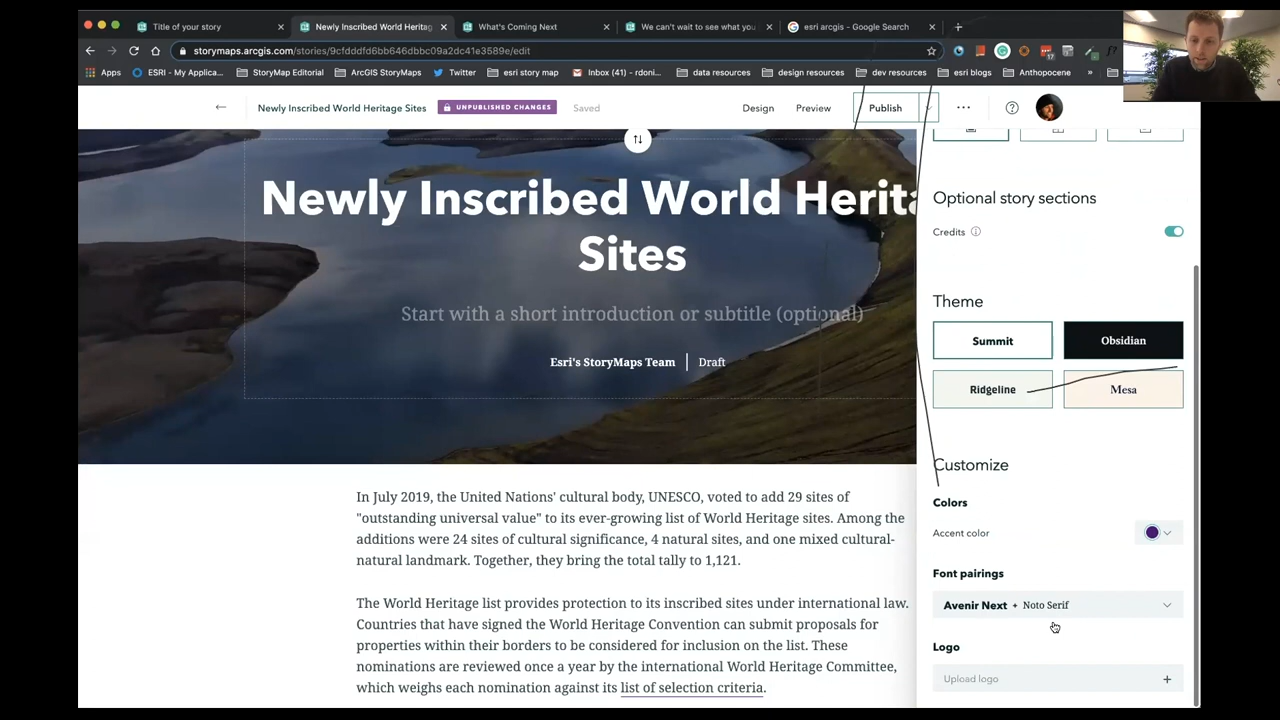 Title of your story
Newly Inscribed World Heritag
What's Coming Next
We can't wait to see what you
esri arcgis - Google Search
storymaps.arcgis.com/stories/9cfdddfd6bb646dbbc09a2dc41e3589e/edit
Apps
ESRI - My Applica...
StoryMap Editorial
ArcGIS StoryMaps
Twitter
esri story map
Inbox (41) - rdoni...
data resources
design resources
dev resources
esri blogs
Anthopocene
»
Newly Inscribed World Heritage Sites
UNPUBLISHED CHANGES
Saved
Design
Preview
Publish
Newly Inscribed World Herita
Sites
Start with a short introduction or subtitle (optional)
Esri's StoryMaps Team
Draft
In July 2019, the United Nations' cultural body, UNESCO, voted to add 29 sites of
"outstanding universal value" to its ever-growing list of World Heritage sites. Among the
additions were 24 sites of cultural significance, 4 natural sites, and one mixed cultural-
natural landmark. Together, they bring the total tally to 1,121.
The World Heritage list provides protection to its inscribed sites under international law.
Countries that have signed the World Heritage Convention can submit proposals for
properties within their borders to be considered for inclusion on the list. These
nominations are reviewed once a year by the international World Heritage Committee,
which weighs each nomination against its list of selection criteria.
Optional story sections
Credits
Theme
Summit
Obsidian
Ridgeline
Mesa
Customize
Colors
Accent color
Font pairings
Avenir Next + Noto Serif
Logo
Upload logo +